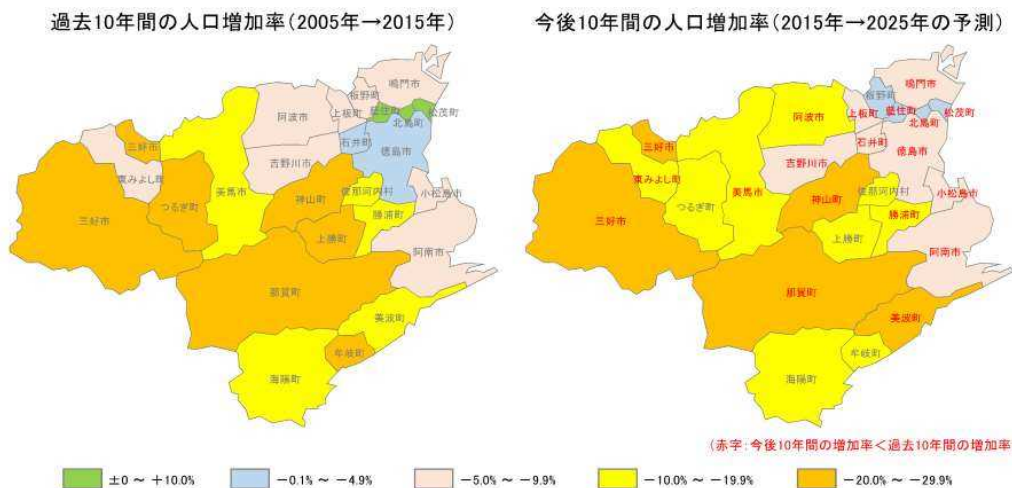 過去10年間の人口増加率(2005年→2015年)
鳴門市
板野町
藍住町
松茂町
上板町
北島町
阿波市
石井町
徳島市
吉野川市
三好市
東みよし町
美馬市
つるぎ町
三好市
神山町
佐那河内村
小松島市
勝浦町
上勝町
阿南市
那賀町
美波町
牟岐町
海陽町
今後10年間の人口増加率(2015年→2025年の予測)
鳴門市
板野町
藍住町
松茂町
上板町
北島町
阿波市
石井町
徳島市
吉野川市
三好市
東みよし町
美馬市
つるぎ町
三好市
神山町
佐那河内村
小松島市
勝浦町
上勝町
阿南市
那賀町
美波町
牟岐町
海陽町
(赤字:今後10年間の増加率<過去10年間の増加率
±0 ~ +10.0%
-0.1% ~ -4.9%
-5.0% ~ -9.9%
-10.0% ~ -19.9%
-20.0% ~ -29.9%